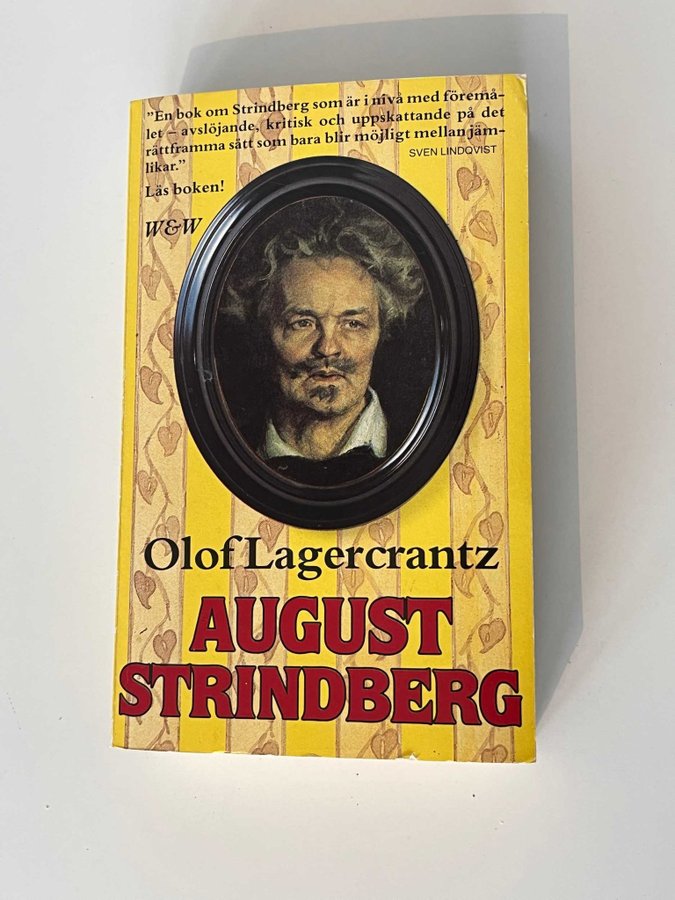 ”En bok om Strindberg som är i nivå med föremå-
let – avslöjande, kritisk och uppskattande på det
rättframma sätt som bara blir möjligt mellan jäm-
likar.”
SVEN LINDQVIST
Läs boken!
W&W
Olof Lagercrantz
AUGUST
STRINDBERG